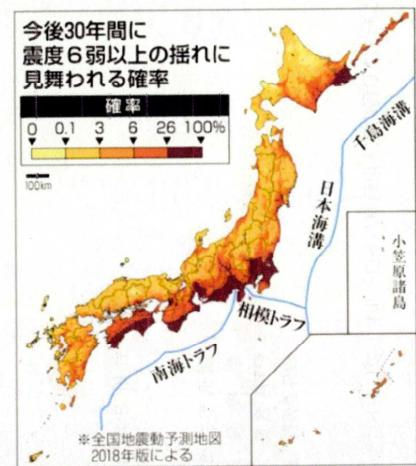 今後30年間に
震度6弱以上の揺れに
見舞われる確率
確率
0 0.1 3 6 26 100%
100km
千島海溝
日本海溝
小笠原諸島
相模トラフ
南海トラフ
※全国地震動予測地図
2018年版による